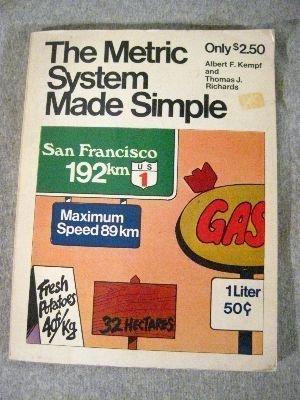 The Metric
System
Made Simple
Only $2.50
Albert F. Kempf
and
Thomas J.
Richards
San Francisco
192km
US
1
Maximum
Speed 89km
GAS
Fresh
Potatoes
40¢/Kg
32 HECTARES
1 Liter
50¢